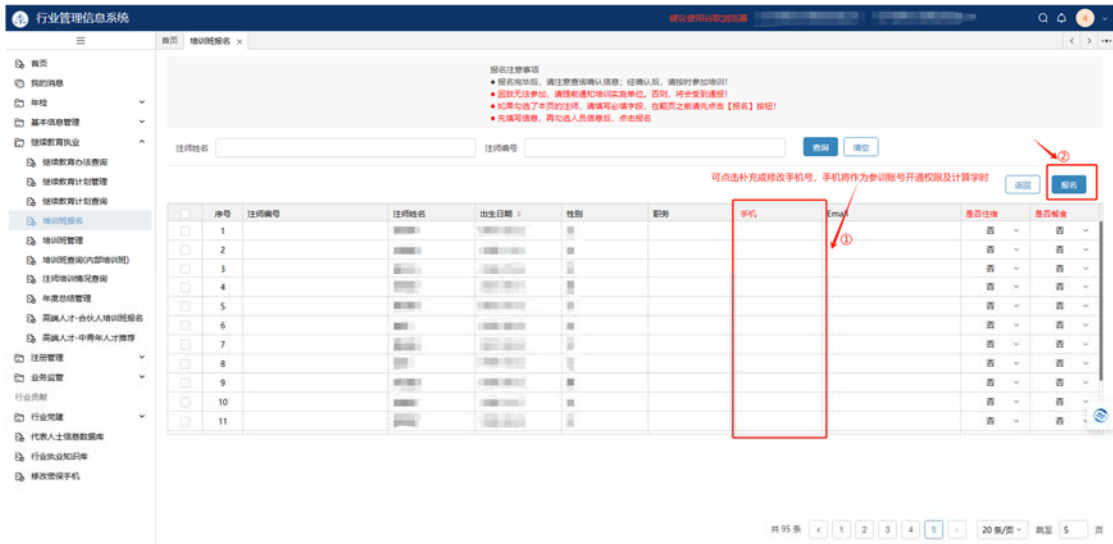 行业管理信息系统
建议使用谷歌浏览器
4
首页 培训班报名 ×
首页
我的消息
年检
基本信息管理
继续教育执业
继续教育办法查询
继续教育计划管理
继续教育计划查询
培训班报名
培训班管理
培训班查询(内部培训班)
注师培训情况查询
年度总结管理
高端人才-合伙人培训班报名
高端人才-中青年人才推荐
注册管理
业务监管
行业贡献
行业党建
代表人士信息数据库
行业执业知识库
修改密保手机
报名注意事项
● 报名完毕后，请注意查询确认信息；经确认后，请按时参加培训！
● 因故无法参加，请提前通知培训实施单位。否则，将会受到通报！
● 如果勾选了本页的注师，请填写必填字段，在翻页之前请先点击【报名】按钮！
● 先填写信息，再勾选人员信息后，点击报名
注师姓名 注师编号 查询 清空
②
可点击补充或修改手机号，手机将作为参训账号开通权限及计算学时
返回 报名
序号 注师编号 注师姓名 出生日期 性别 职务 手机 Email 是否住宿 是否餐食
①
1 否 否
2 否 否
3 否 否
4 否 否
5 否 否
6 否 否
7 否 否
8 否 否
9 否 否
10 否 否
11 否 否
共 95 条 < 1 2 3 4 5 > 20 条/页 跳至 5 页